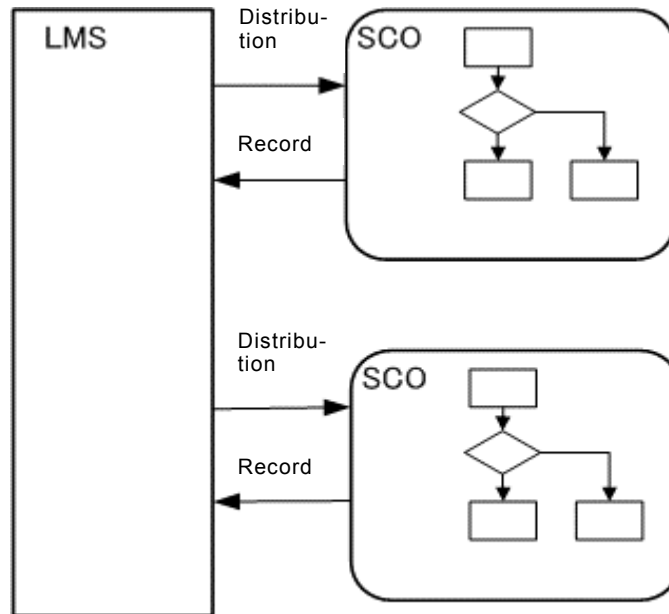 LMS
Distribu-
tion
SCO
Record
Distribu-
tion
SCO
Record